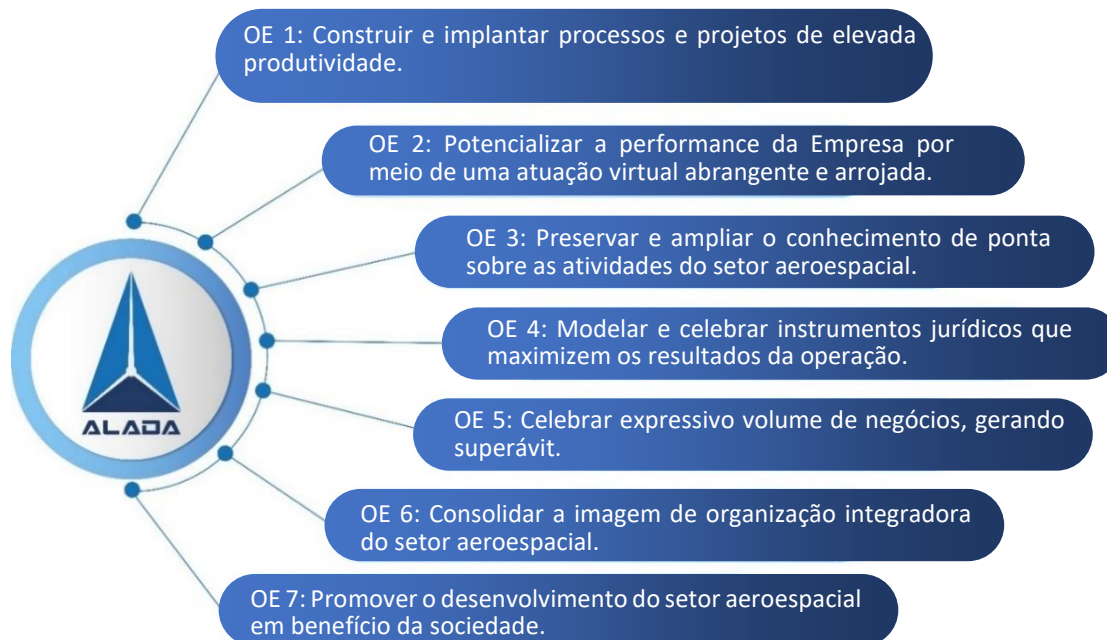 OE 1: Construir e implantar processos e projetos de elevada
produtividade.
OE 2: Potencializar a performance da Empresa por
meio de uma atuação virtual abrangente e arrojada.
OE 3: Preservar e ampliar o conhecimento de ponta
sobre as atividades do setor aeroespacial.
OE 4: Modelar e celebrar instrumentos jurídicos que
maximizem os resultados da operação.
ALADA
OE 5: Celebrar expressivo volume de negócios, gerando
superávit.
OE 6: Consolidar a imagem de organização integradora
do setor aeroespacial.
OE 7: Promover o desenvolvimento do setor aeroespacial
em benefício da sociedade.